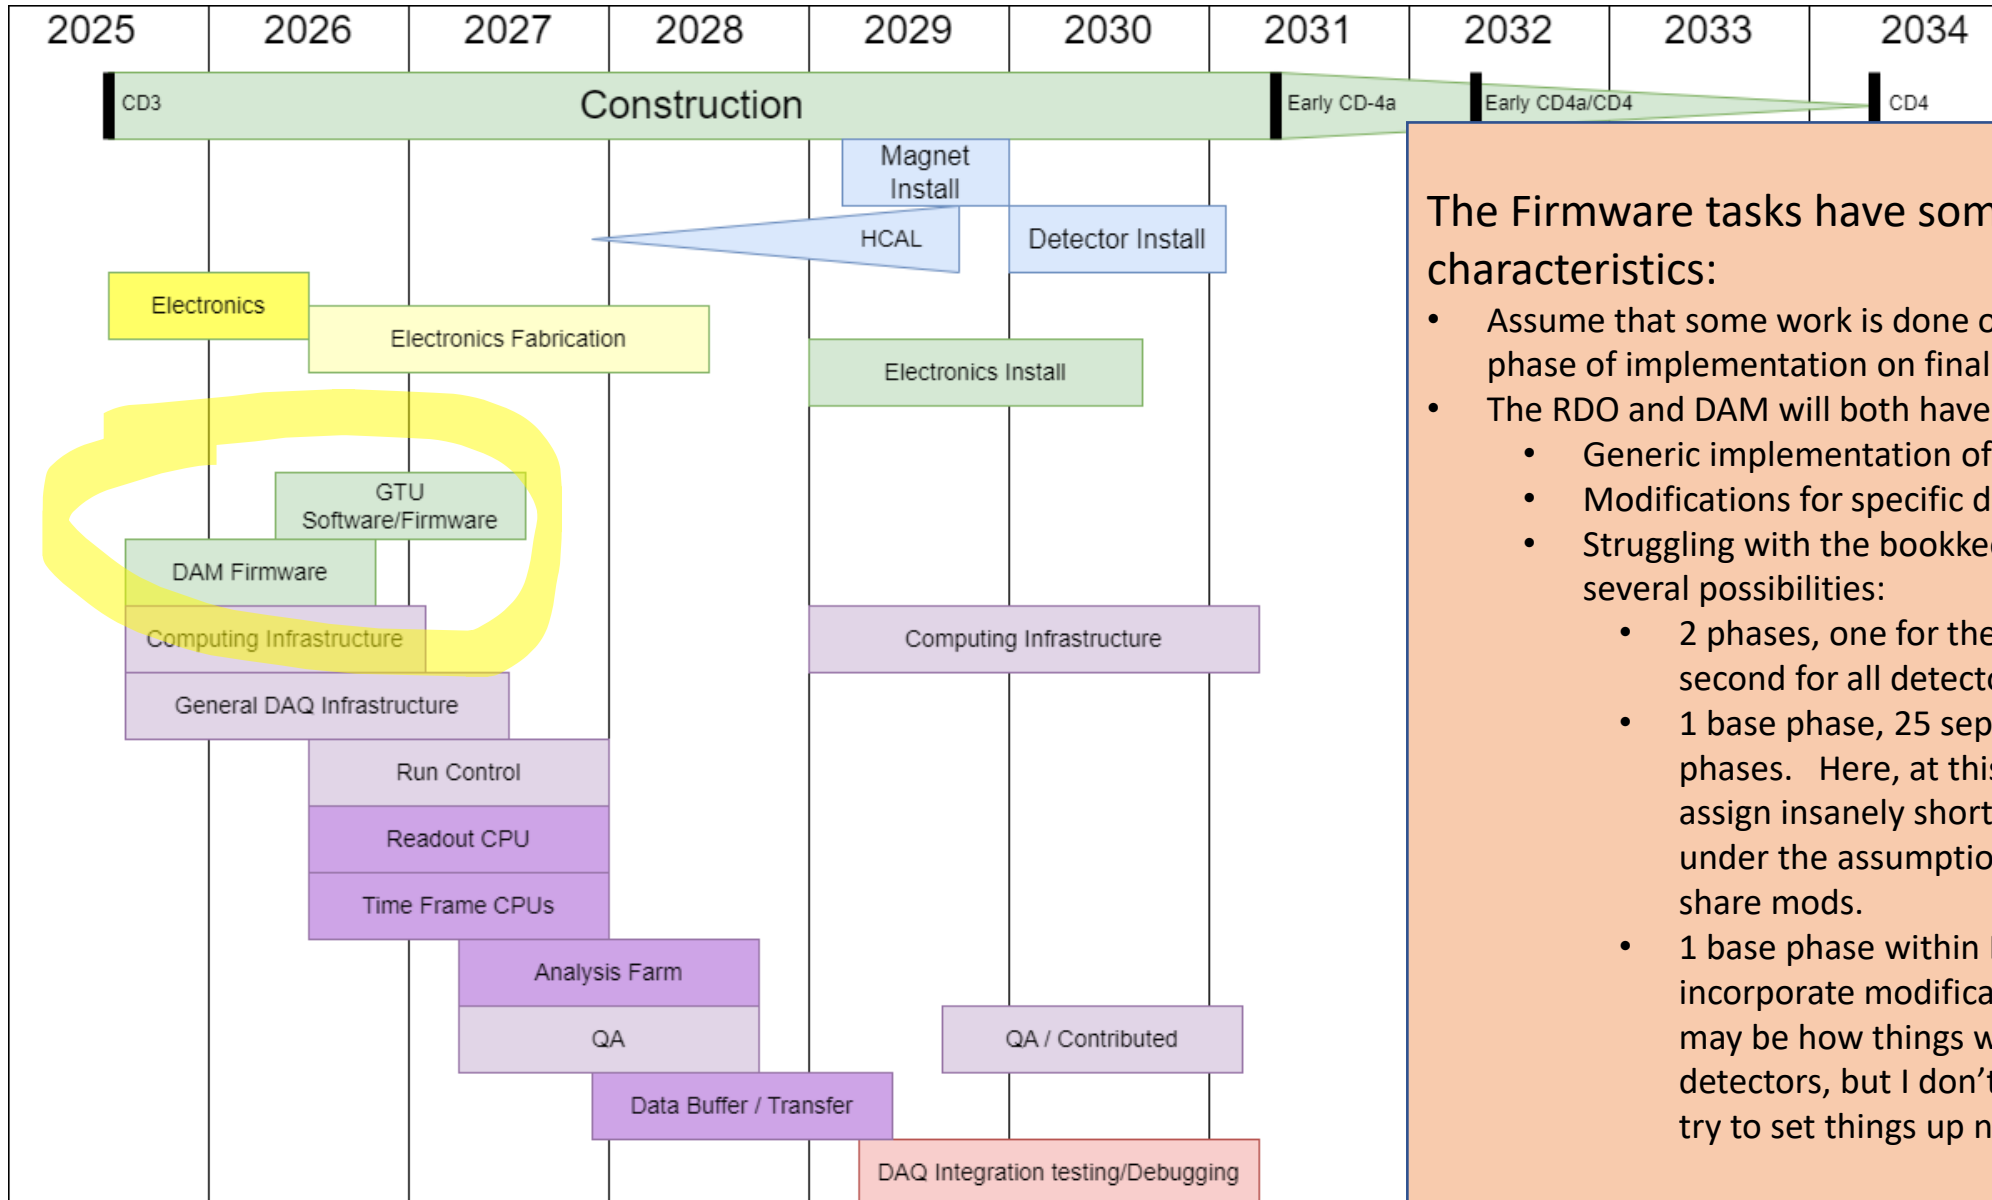 2025 2026 2027 2028 2029 2030 2031 2032 2033 2034
CD3 Construction Early CD-4a Early CD4a/CD4 CD4
Magnet
Install
HCAL
Detector Install
Electronics
Electronics Fabrication
Electronics Install
GTU
Software/Firmware
DAM Firmware
Computing Infrastructure Computing Infrastructure
General DAQ Infrastructure
Run Control
Readout CPU
Time Frame CPUs
Analysis Farm
QA QA / Contributed
Data Buffer / Transfer
DAQ Integration testing/Debugging
The Firmware tasks have som
characteristics:
• Assume that some work is done
phase of implementation on final
• The RDO and DAM will both have
• Generic implementation of
• Modifications for specific d
• Struggling with the bookke
several possibilities:
• 2 phases, one for the
second for all detecto
• 1 base phase, 25 sep
phases. Here, at this
assign insanely short
under the assumptio
share mods.
• 1 base phase within
incorporate modifica
may be how things w
detectors, but I don't
try to set things up n